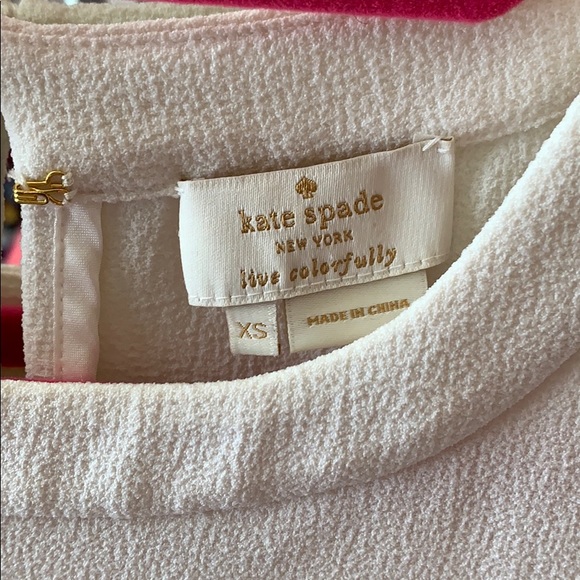 kate spade
NEW YORK
live colorfully
XS
MADE IN CHINA